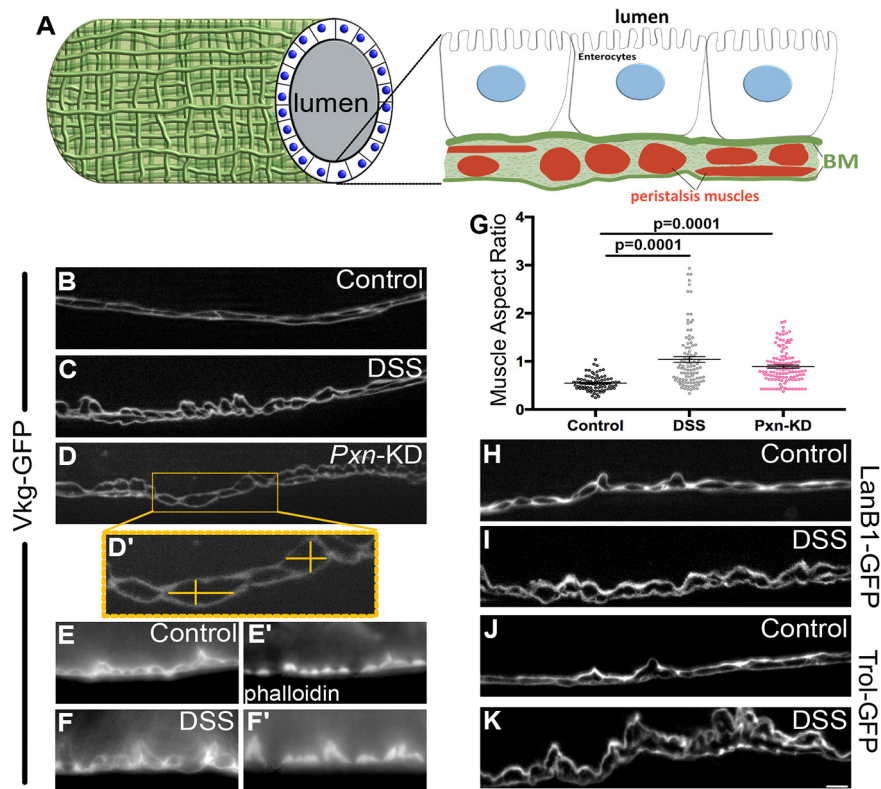 A
lumen
lumen
Enterocytes
BM
peristalsis muscles
Vkg-GFP
B
Control
C
DSS
D
Pxn-KD
D'
E
Control
E'
phalloidin
F
DSS
F'
G
Muscle Aspect Ratio
4
3
2
1
0
p=0.0001
p=0.0001
Control
DSS
Pxn-KD
H
Control
I
DSS
LanB1-GFP
J
Control
K
DSS
Trol-GFP